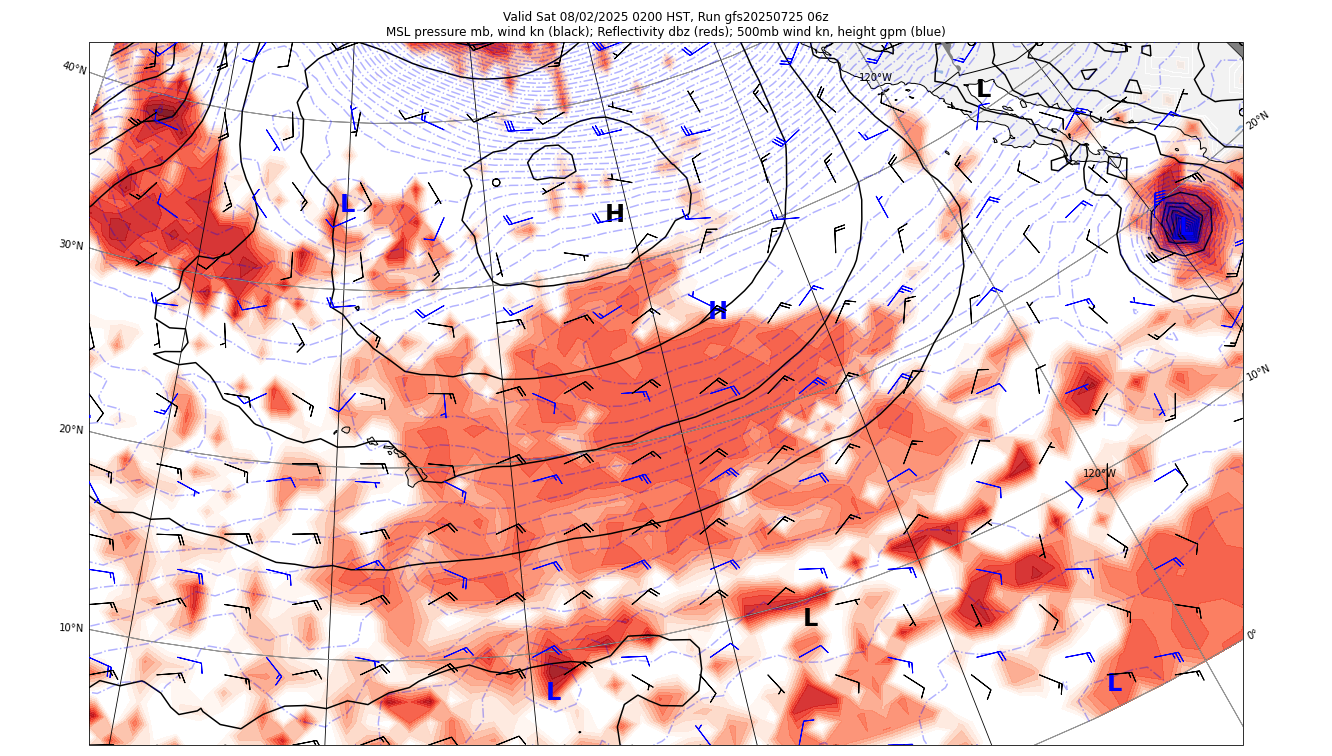 Valid Sat 08/02/2025 0200 HST, Run gfs20250725 06z
MSL pressure mb, wind kn (black); Reflectivity dbz (reds); 500mb wind kn, height gpm (blue)
40°N
120°W
L
20°N
L
H
30°N
H
10°N
20°N
120°W
L
10°N
0°
L
L